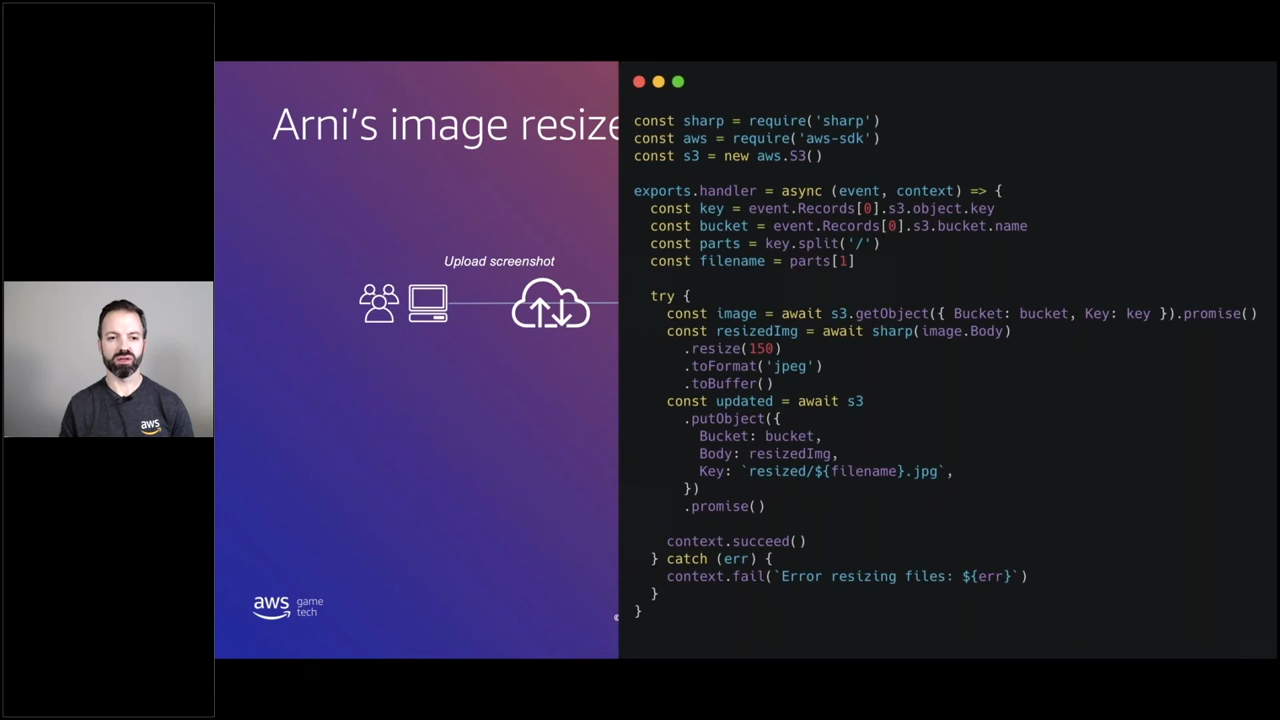 Arni's image resize
Upload screenshot
aws game
tech
©
aws
const sharp = require('sharp')
const aws = require('aws-sdk')
const s3 = new aws.S3()
exports.handler = async (event, context) => {
  const key = event.Records[0].s3.object.key
  const bucket = event.Records[0].s3.bucket.name
  const parts = key.split('/')
  const filename = parts[1]
  try {
    const image = await s3.getObject({ Bucket: bucket, Key: key }).promise()
    const resizedImg = await sharp(image.Body)
      .resize(150)
      .toFormat('jpeg')
      .toBuffer()
    const updated = await s3
      .putObject({
        Bucket: bucket,
        Body: resizedImg,
        Key: `resized/${filename}.jpg`,
      })
      .promise()
    context.succeed()
  } catch (err) {
    context.fail(`Error resizing files: ${err}`)
  }
}